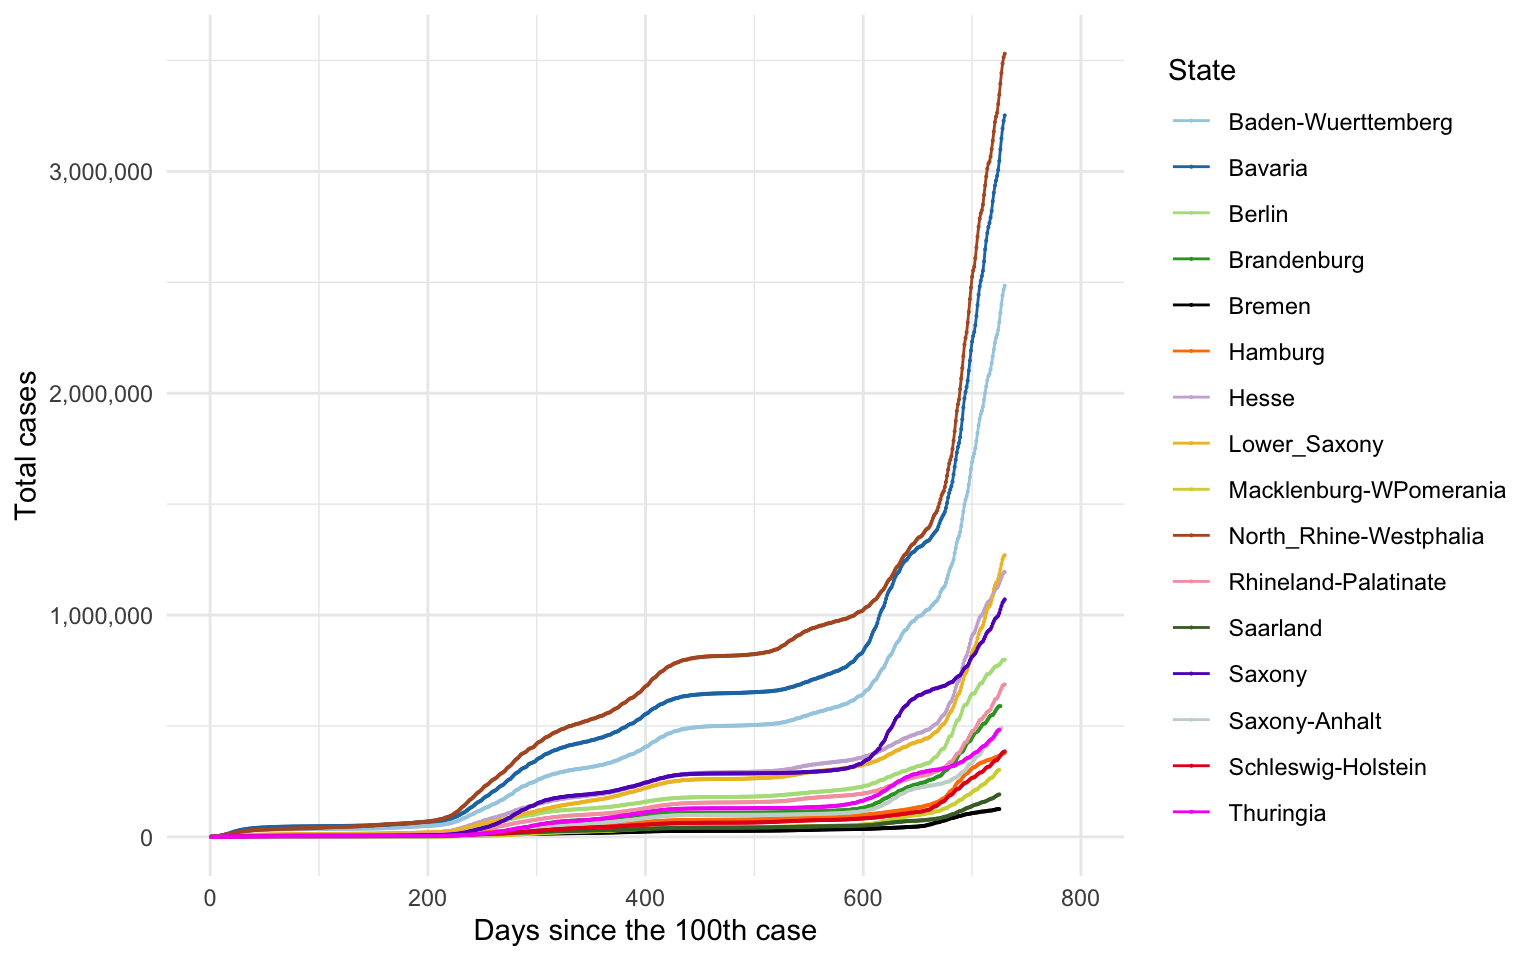 Total cases
3,000,000
2,000,000
1,000,000
0
0 200 400 600 800
Days since the 100th case
State
Baden-Wuerttemberg
Bavaria
Berlin
Brandenburg
Bremen
Hamburg
Hesse
Lower_Saxony
Macklenburg-WPomerania
North_Rhine-Westphalia
Rhineland-Palatinate
Saarland
Saxony
Saxony-Anhalt
Schleswig-Holstein
Thuringia